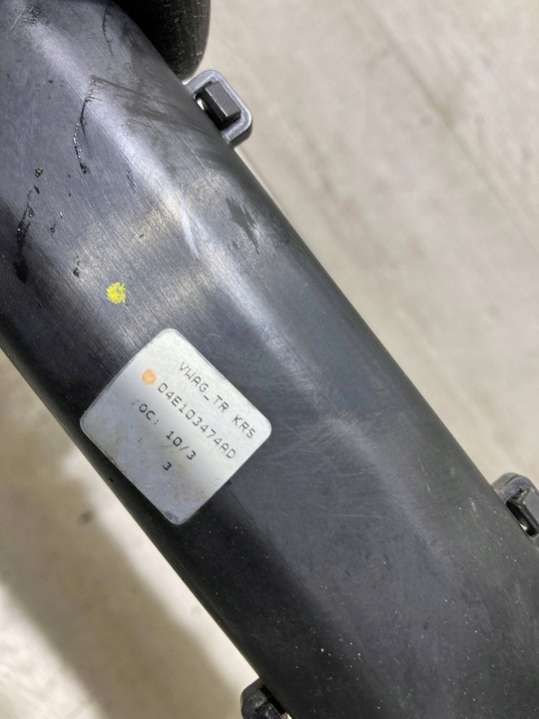 VWAG_TR KRS
04E103474AD
OC: 10/3
3